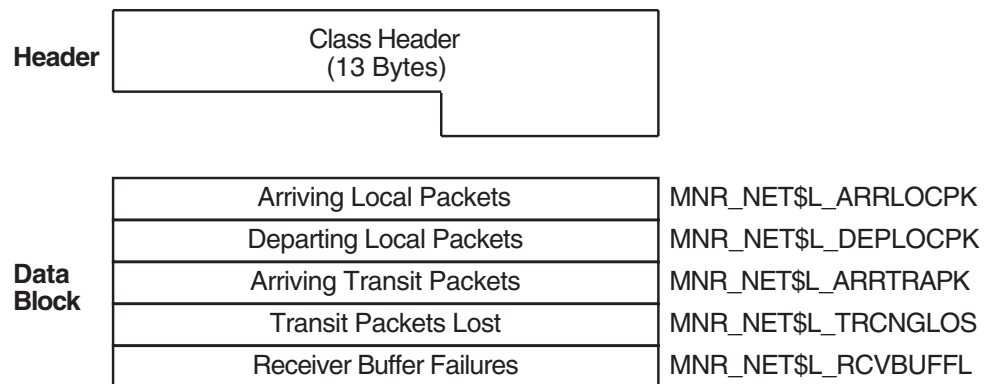 Header
Class Header
(13 Bytes)
Arriving Local Packets MNR_NET$L_ARRLOCPK
Departing Local Packets MNR_NET$L_DEPLOCPK
Data
Block
Arriving Transit Packets MNR_NET$L_ARRTRAPK
Transit Packets Lost MNR_NET$L_TRCNGLOS
Receiver Buffer Failures MNR_NET$L_RCVBUFFL